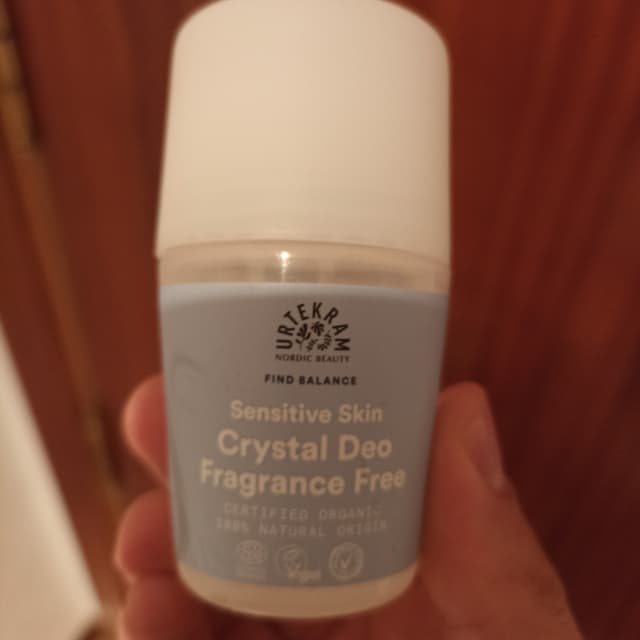 URTEKRAM
NORDIC BEAUTY
FIND BALANCE
Sensitive Skin
Crystal Deo
Fragrance Free
CERTIFIED ORGANIC
100% NATURAL ORIGIN
Vegan